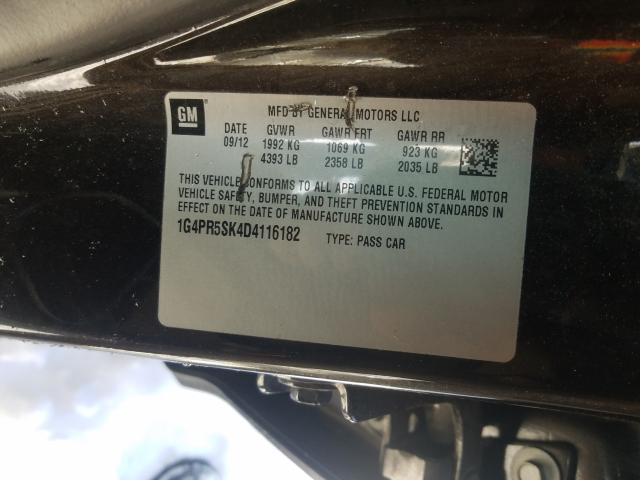 GM
MFD BY GENERAL MOTORS LLC
DATE GVWR GAWR FRT GAWR RR
09/12 1992 KG 1069 KG 923 KG
4393 LB 2358 LB 2035 LB
THIS VEHICLE CONFORMS TO ALL APPLICABLE U.S. FEDERAL MOTOR
VEHICLE SAFETY, BUMPER, AND THEFT PREVENTION STANDARDS IN
EFFECT ON THE DATE OF MANUFACTURE SHOWN ABOVE.
1G4PR5SK4D4116182 TYPE: PASS CAR